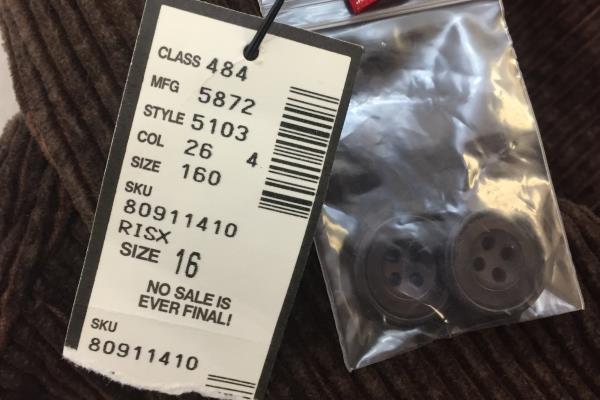 CLASS 484
MFG 5872
STYLE 5103
COL 26 4
SIZE 160
SKU
80911410
RISX
SIZE 16
NO SALE IS
EVER FINAL!
SKU
80911410